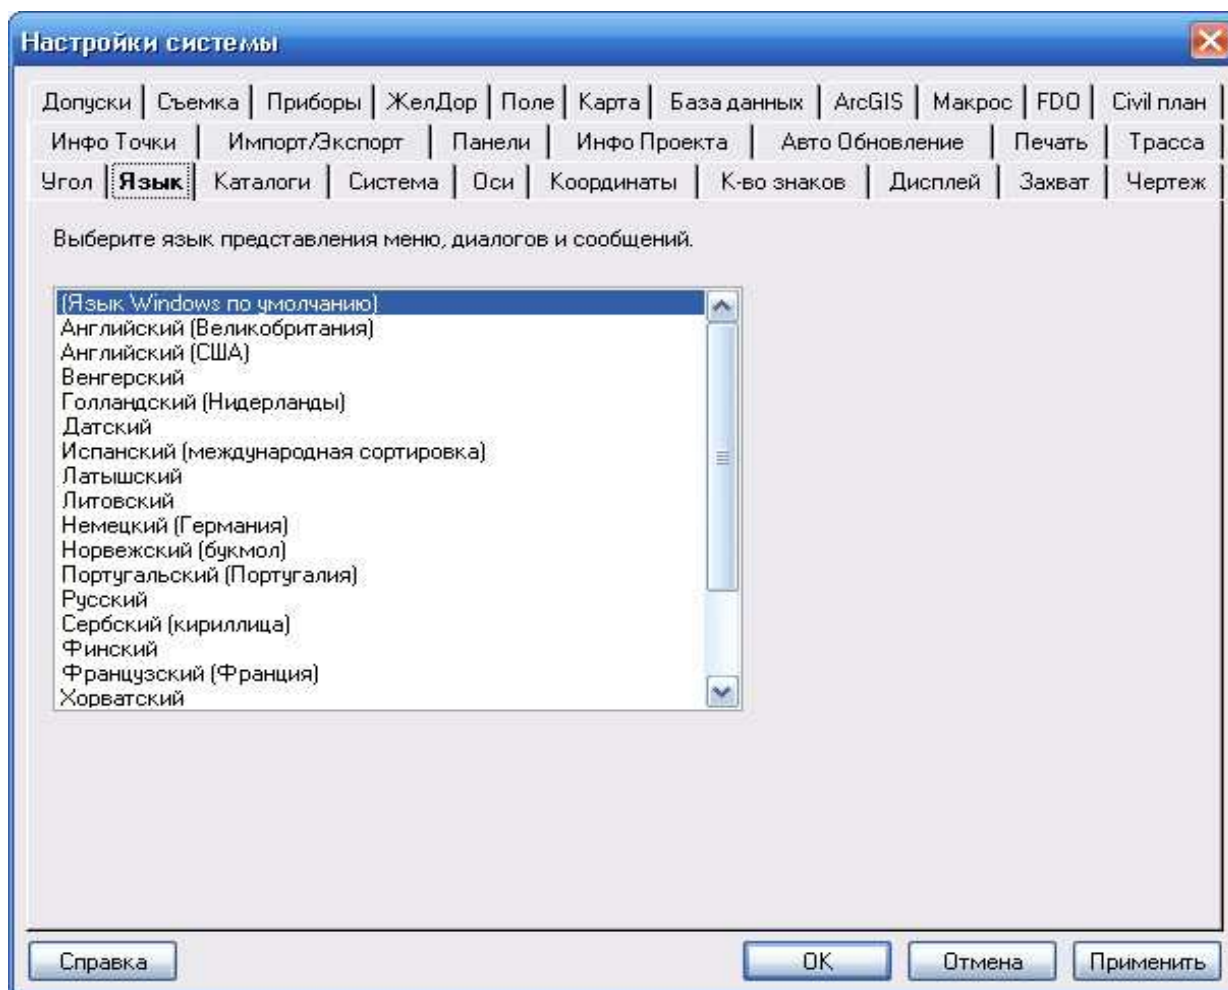 Настройки системы
Допуски Съемка Приборы ЖелДор Поле Карта База данных ArcGIS Макрос FDO Civil план
Инфо Точки Импорт/Экспорт Панели Инфо Проекта Авто Обновление Печать Трасса
Угол Язык Каталоги Система Оси Координаты К-во знаков Дисплей Захват Чертеж
Выберите язык представления меню, диалогов и сообщений.
(Язык Windows по умолчанию)
Английский (Великобритания)
Английский (США)
Венгерский
Голландский (Нидерланды)
Датский
Испанский (международная сортировка)
Латышский
Литовский
Немецкий (Германия)
Норвежский (букмол)
Португальский (Португалия)
Русский
Сербский (кириллица)
Финский
Французский (Франция)
Хорватский
Справка OK Отмена Применить